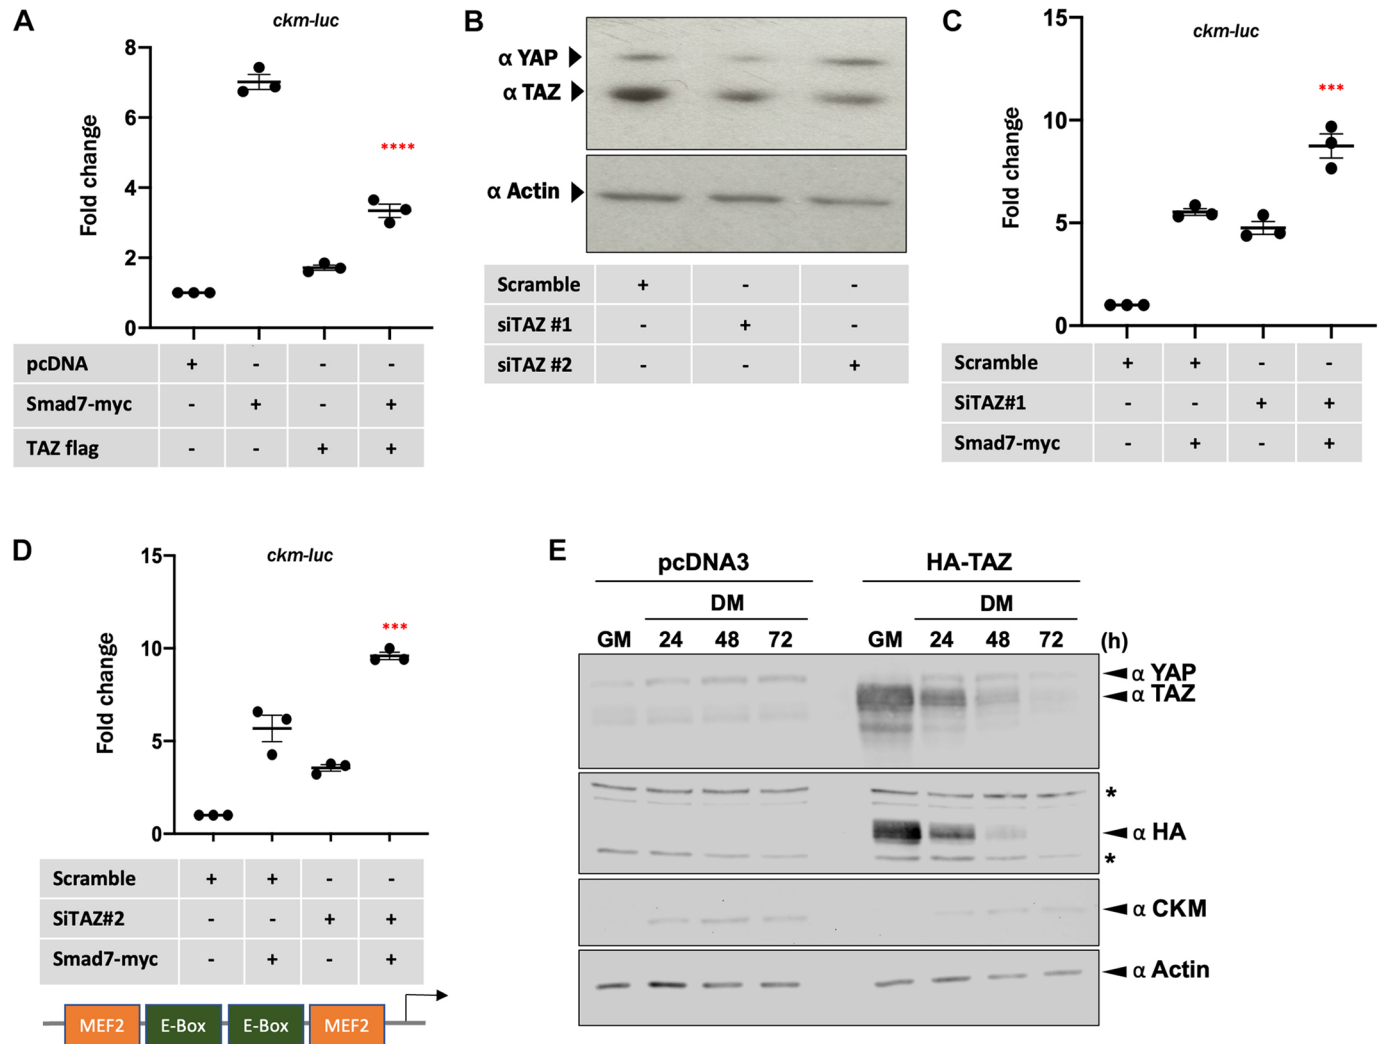 A
ckm-luc
Fold change
8
6
4
2
0
****
pcDNA + - - -
Smad7-myc - + - +
TAZ flag - - + +
B
α YAP
α TAZ
α Actin
Scramble + - -
siTAZ #1 - + -
siTAZ #2 - - +
C
ckm-luc
Fold change
15
10
5
0
***
Scramble + + - -
SiTAZ#1 - - + +
Smad7-myc - + - +
D
ckm-luc
Fold change
15
10
5
0
***
Scramble + + - -
SiTAZ#2 - - + +
Smad7-myc - + - +
MEF2 E-Box E-Box MEF2
E
pcDNA3 HA-TAZ
DM DM
GM 24 48 72 GM 24 48 72 (h)
α YAP
α TAZ
*
α HA
*
α CKM
α Actin